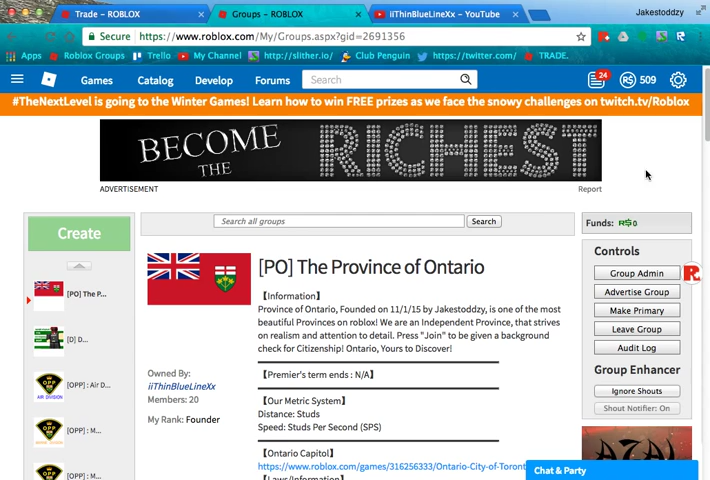 Trade - ROBLOX
Groups - ROBLOX
iiThinBlueLineXx - YouTube
Jakestoddzy
Secure
https://www.roblox.com/My/Groups.aspx?gid=2691356
Apps
Roblox Groups
Trello
My Channel
http://slither.io/
Club Penguin
https://twitter.com/
TRADE.
Games
Catalog
Develop
Forums
Search
24
R$
509
#TheNextLevel is going to the Winter Games! Learn how to win FREE prizes as we face the snowy challenges on twitch.tv/Roblox
BECOME
THE
RICHEST
ADVERTISEMENT
Report
Create
Search all groups
Search
Funds: R$ 0
[PO] The P...
[D] D...
[OPP] : Air D...
[OPP] : M...
[OPP] : M...
OPP
AIR DIVISION
OPP
OPP
Owned By:
iiThinBlueLineXx
Members: 20
My Rank: Founder
[PO] The Province of Ontario
【Information】
Province of Ontario, Founded on 11/1/15 by Jakestoddzy, is one of the most
beautiful Provinces on roblox! We are an Independent Province, that strives
on realism and attention to detail. Press "Join" to be given a background
check for Citizenship! Ontario, Yours to Discover!
【Premier's term ends : N/A】
【Our Metric System】
Distance: Studs
Speed: Studs Per Second (SPS)
【Ontario Capitol】
https://www.roblox.com/games/316256333/Ontario-City-of-Toront
【Laws/Information】
Controls
Group Admin
Advertise Group
Make Primary
Leave Group
Audit Log
Group Enhancer
Ignore Shouts
Shout Notifier: On
R
Chat & Party